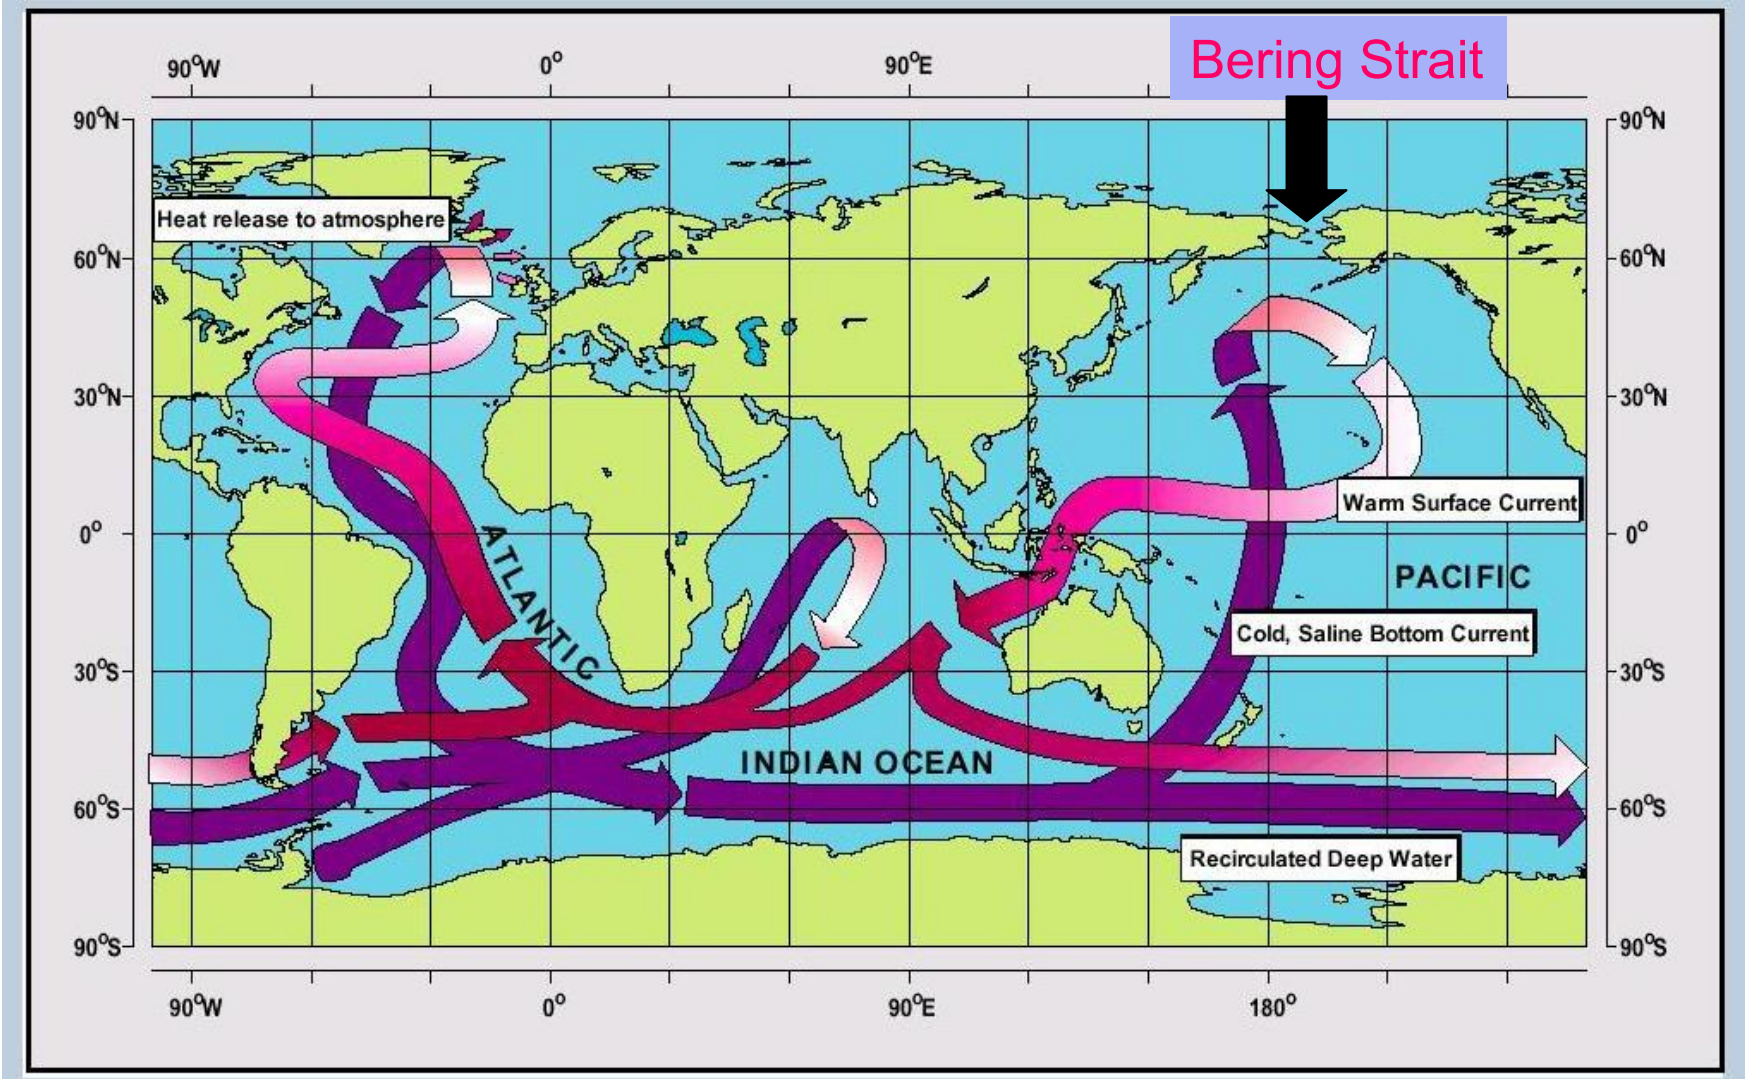 Bering Strait
90°W 0° 90°E
90°N 90°N
Heat release to atmosphere
60°N 60°N
30°N 30°N
Warm Surface Current
0° 0°
ATLANTIC
PACIFIC
Cold, Saline Bottom Current
30°S 30°S
INDIAN OCEAN
60°S 60°S
Recirculated Deep Water
90°S 90°S
90°W 0° 90°E 180°